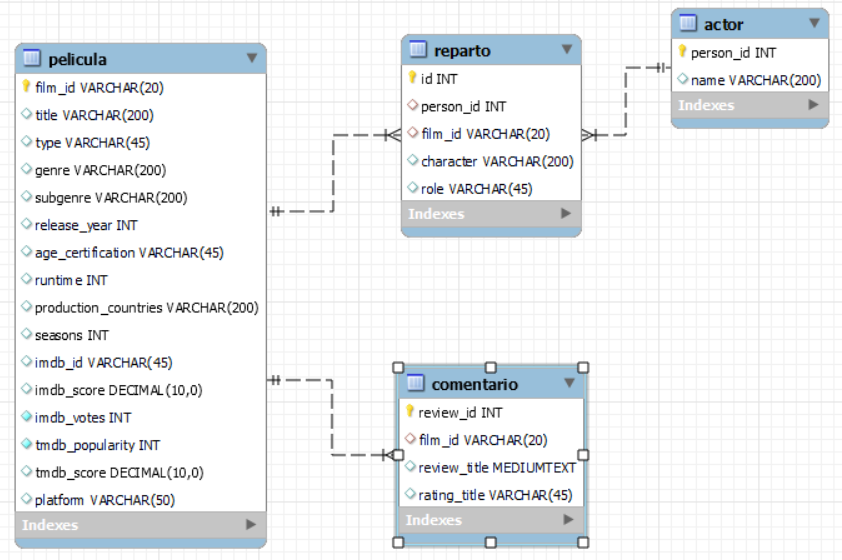 pelicula
film_id VARCHAR(20)
title VARCHAR(200)
type VARCHAR(45)
genre VARCHAR(200)
subgenre VARCHAR(200)
release_year INT
age_certification VARCHAR(45)
runtime INT
production_countries VARCHAR(200)
seasons INT
imdb_id VARCHAR(45)
imdb_score DECIMAL(10,0)
imdb_votes INT
tmdb_popularity INT
tmdb_score DECIMAL(10,0)
platform VARCHAR(50)
Indexes
reparto
id INT
person_id INT
film_id VARCHAR(20)
character VARCHAR(200)
role VARCHAR(45)
Indexes
actor
person_id INT
name VARCHAR(200)
Indexes
comentario
review_id INT
film_id VARCHAR(20)
review_title MEDIUMTEXT
rating_title VARCHAR(45)
Indexes